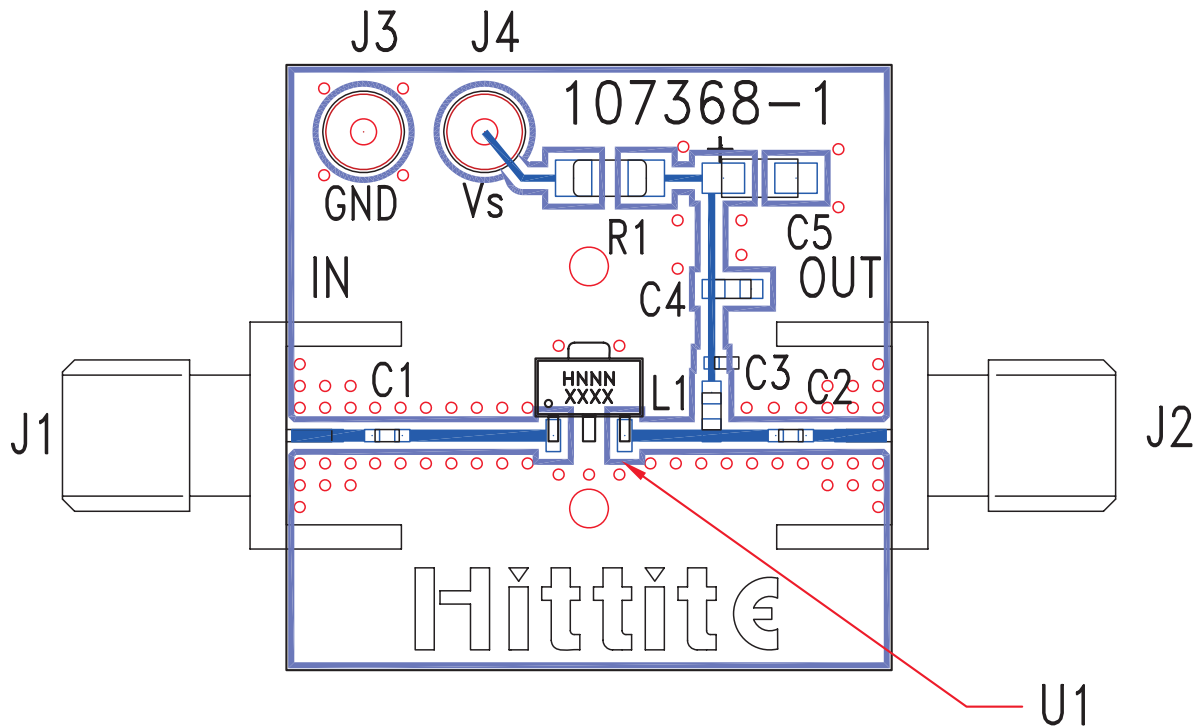 J3 J4
107368-1
GND Vs
R1 C5
IN OUT
C4
HNNN
XXXX
C1 L1 C3 C2
J1 J2
Hittite
U1